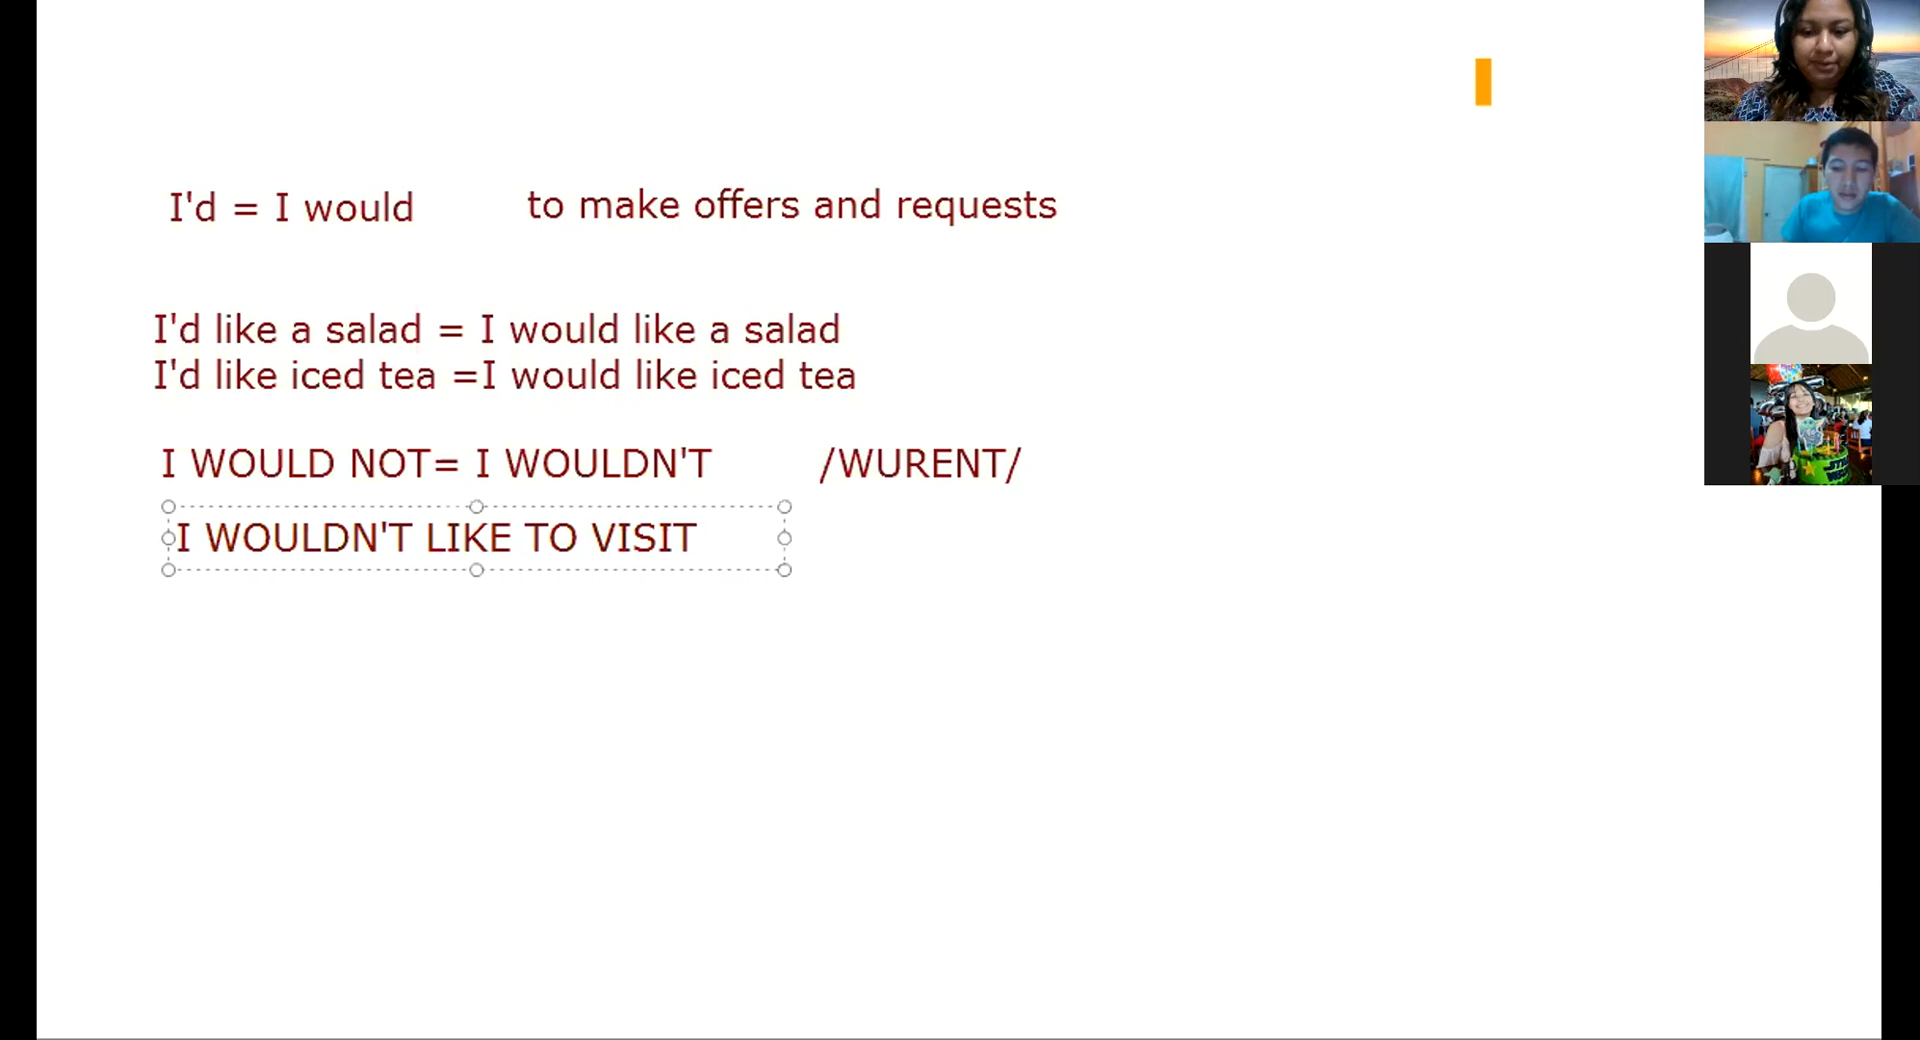 I'd = I would to make offers and requests
I'd like a salad = I would like a salad
I'd like iced tea =I would like iced tea
I WOULD NOT= I WOULDN'T /WURENT/
I WOULDN'T LIKE TO VISIT